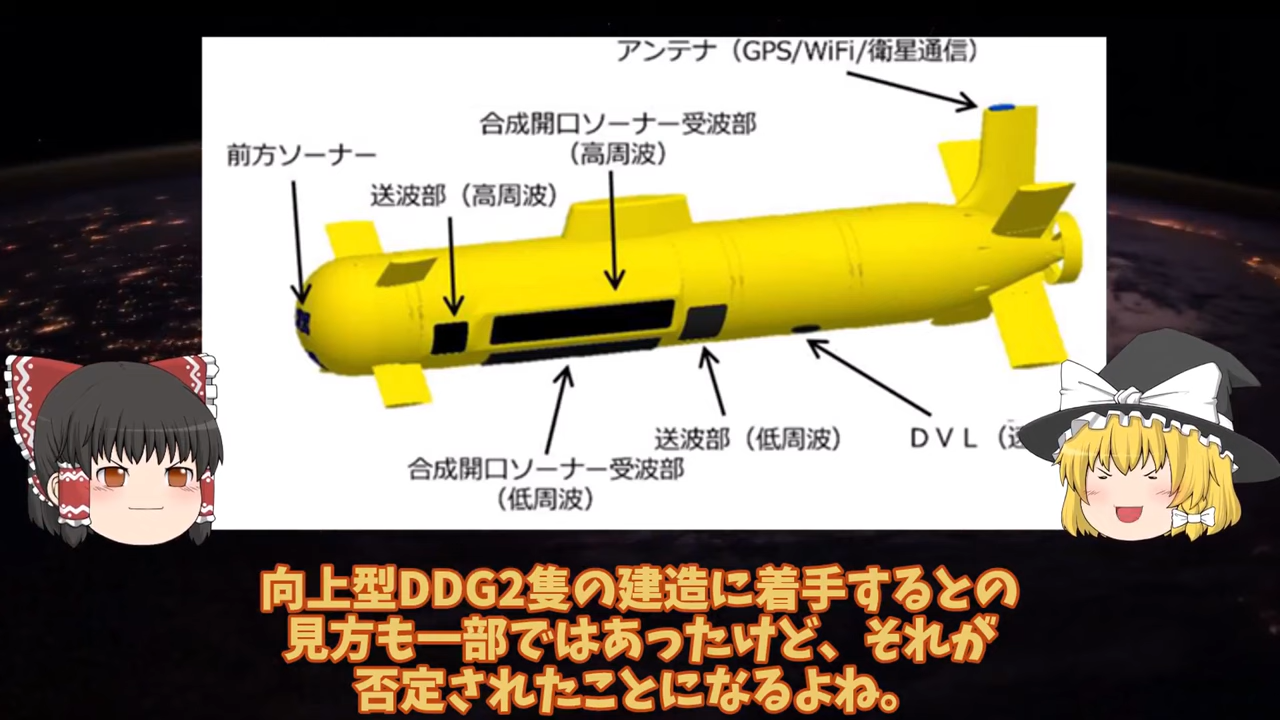 アンテナ（GPS/WiFi/衛星通信）
合成開口ソーナー受波部
（高周波）
前方ソーナー
送波部（高周波）
送波部（低周波）
ＤＶＬ（
合成開口ソーナー受波部
（低周波）
向上型DDG2隻の建造に着手するとの
見方も一部ではあったけど、それが
否定されたことになるよね。